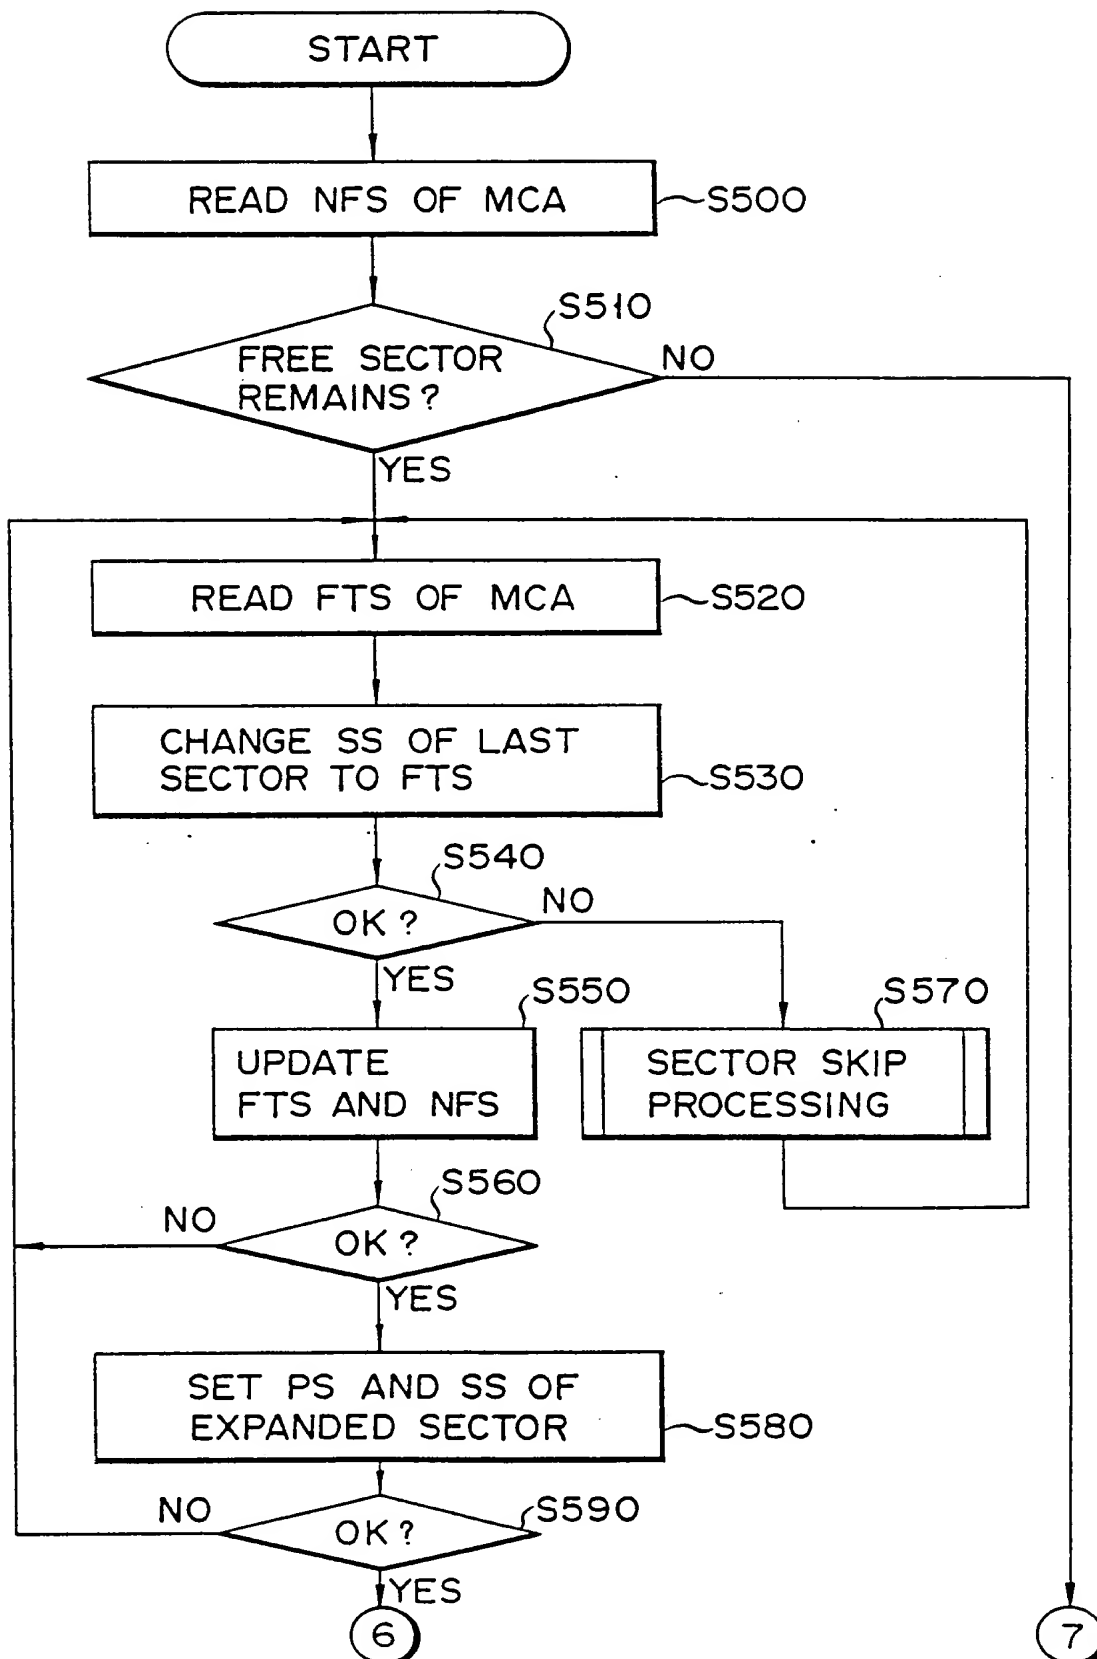 START
READ NFS OF MCA
S500
S510
FREE SECTOR
REMAINS?
NO
YES
READ FTS OF MCA
S520
CHANGE SS OF LAST
SECTOR TO FTS
S530
S540
OK?
NO
YES
S550
S570
UPDATE
FTS AND NFS
SECTOR SKIP
PROCESSING
S560
NO
OK?
YES
SET PS AND SS OF
EXPANDED SECTOR
S580
NO
S590
OK?
YES
6
7